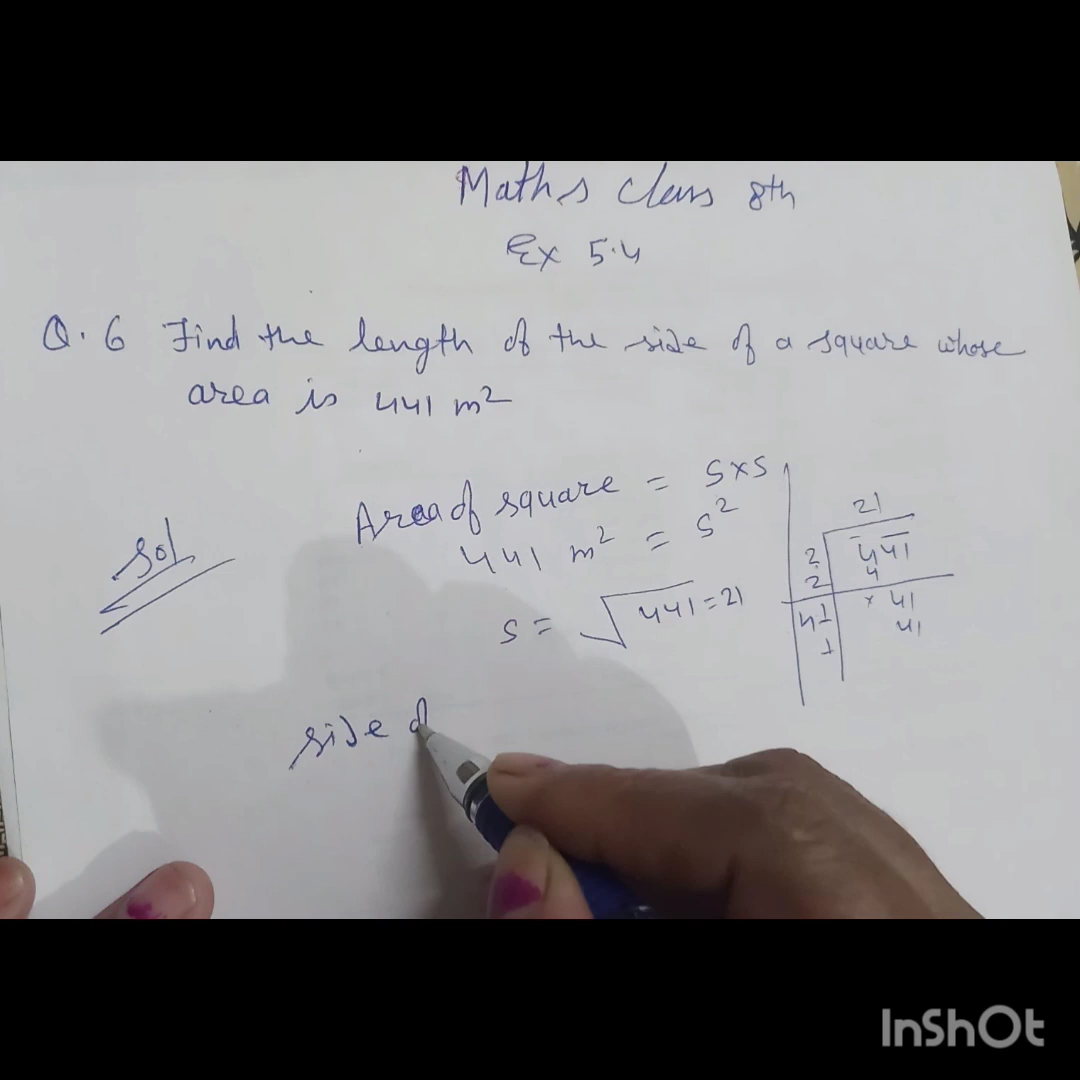 Maths class 8th
Ex 5.4
Q. 6 Find the length of the side of a square whose
area is 441 m²
Sol
Area of square = S×S
441 m² = S²
S = √441 = 21
21
2 441
2 4
41 × 41
1 41
side of
InShOt